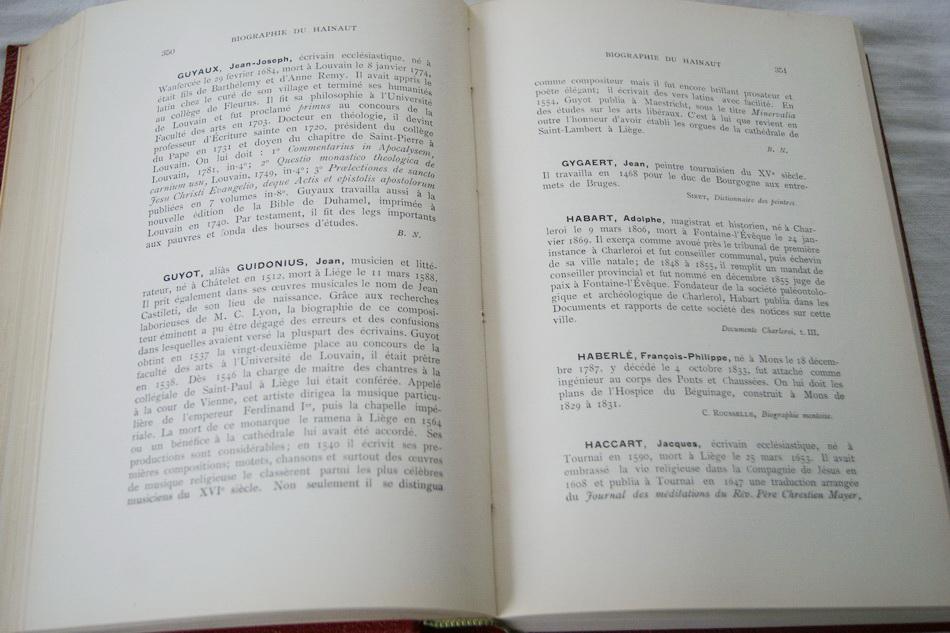 350
BIOGRAPHIE DU HAINAUT
GUYAUX, Jean-Joseph, écrivain ecclésiastique, né à
Wanfercée le 29 février 1684, mort à Louvain le 8 janvier 1774,
était fils de Barthélemy et d'Anne Remy. Il avait appris le
latin chez le curé de son village et terminé ses humanités
au collège de Fleurus. Il fit sa philosophie à l'Université
de Louvain et fut proclamé primus au concours de la
Faculté des arts en 1703. Docteur en théologie, il devint
professeur d'Écriture sainte en 1720, président du collège
du Pape en 1731 et doyen du chapitre de Saint-Pierre à
Louvain. On lui doit : 1° Commentarius in Apocalysem,
Louvain, 1781, in-4°; 2° Questio monastico theologica de
carnium usu, Louvain, 1749, in-4°; 3° Prælectiones de sancto
Jesu Christi Evangelio, deque Actis et epistolis apostolorum
publiées en 7 volumes in-8°. Guyaux travailla aussi à la
nouvelle édition de la Bible de Duhamel, imprimée à
Louvain en 1740. Par testament, il fit des legs importants
aux pauvres et fonda des bourses d'études.
B. N.
GUYOT, aliàs GUIDONIUS, Jean, musicien et litté-
rateur, né à Châtelet en 1512, mort à Liège le 11 mars 1588.
Il prit également dans ses œuvres musicales le nom de Jean
Castileti, de son lieu de naissance. Grâce aux recherches
laborieuses de M. C. Lyon, la biographie de ce composi-
teur éminent a pu être dégagé des erreurs et des confusions
dans lesquelles avaient versé la pluspart des écrivains. Guyot
obtint en 1537 la vingt-deuxième place au concours de la
faculté des arts à l'Université de Louvain, il était prêtre
en 1538. Dès 1546 la charge de maître des chantres à la
collégiale de Saint-Paul à Liège lui était conférée. Appelé
à la cour de Vienne, cet artiste dirigea la musique particu-
lière de l'empereur Ferdinand Ier, puis la chapelle impé-
riale. La mort de ce monarque le ramena à Liège en 1564
ou un bénéfice à la cathédrale lui avait été accordé. Ses
productions sont considérables; en 1540 il écrivit ses pre-
mières compositions; motets, chansons et surtout des œuvres
de musique religieuse le classèrent parmi les plus célèbres
musiciens du XVIe siècle. Non seulement il se distingua
BIOGRAPHIE DU HAINAUT
351
comme compositeur mais il fut encore brillant prosateur et
poète élégant; il écrivait des vers latins avec facilité. En
1554, Guyot publia à Maestricht, sous le titre Minervalia
des études sur les arts libéraux. C'est à lui que revient en
outre l'honneur d'avoir établi les orgues de la cathédrale de
Saint-Lambert à Liège.
B. N.
GYGAERT, Jean, peintre tournaisien du XVe siècle.
Il travailla en 1468 pour le duc de Bourgogne aux entre-
mets de Bruges.
SIRET, Dictionnaire des peintres.
HABART, Adolphe, magistrat et historien, né à Char-
leroi le 9 mars 1806, mort à Fontaine-l'Évêque le 24 jan-
vier 1869. Il exerça comme avoué près le tribunal de première
instance à Charleroi et fut conseiller communal, puis échevin
de sa ville natale; de 1848 à 1855, il remplit un mandat de
conseiller provincial et fut nommé en décembre 1855 juge de
paix à Fontaine-l'Évêque. Fondateur de la société paléontolo-
gique et archéologique de Charleroi, Habart publia dans les
Documents et rapports de cette société des notices sur cette
ville.
Documents Charleroi, t. III.
HABERLÉ, François-Philippe, né à Mons le 18 décem-
bre 1787, y décédé le 4 octobre 1833, fut attaché comme
ingénieur au corps des Ponts et Chaussées. On lui doit les
plans de l'Hospice du Béguinage, construit à Mons de
1829 à 1831.
C. ROUSSELLE, Biographie montoise.
HACCART, Jacques, écrivain ecclésiastique, né à
Tournai en 1590, mort à Liège le 25 mars 1653. Il avait
embrassé la vie religieuse dans la Compagnie de Jésus en
1608 et publia à Tournai en 1647 une traduction arrangée
du Journal des méditations du Rév. Père Chrestien Mayer,